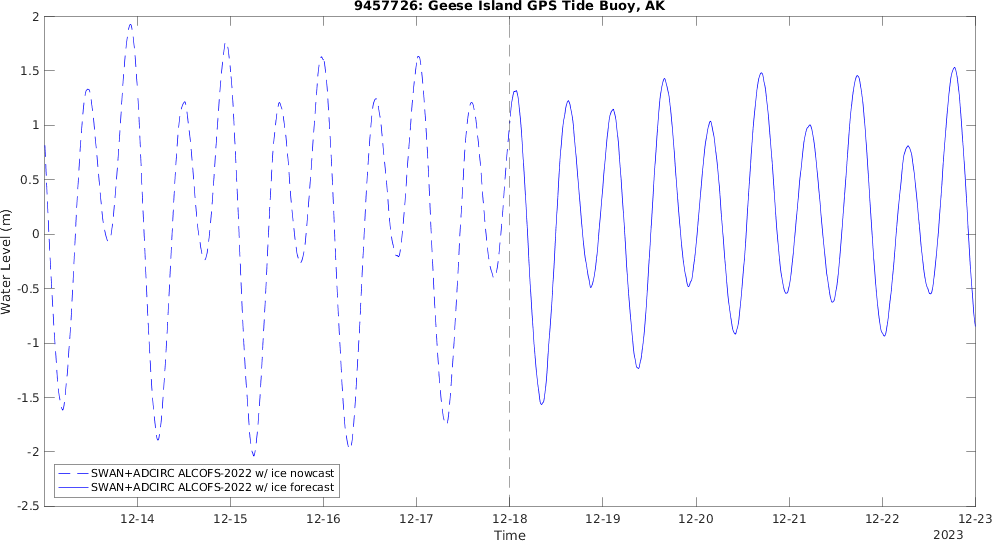 9457726: Geese Island GPS Tide Buoy, AK
2
1.5
1
0.5
0
-0.5
-1
-1.5
-2
-2.5
Water Level (m)
SWAN+ADCIRC ALCOFS-2022 w/ ice nowcast
SWAN+ADCIRC ALCOFS-2022 w/ ice forecast
12-14 12-15 12-16 12-17 12-18 12-19 12-20 12-21 12-22 12-23
Time
2023